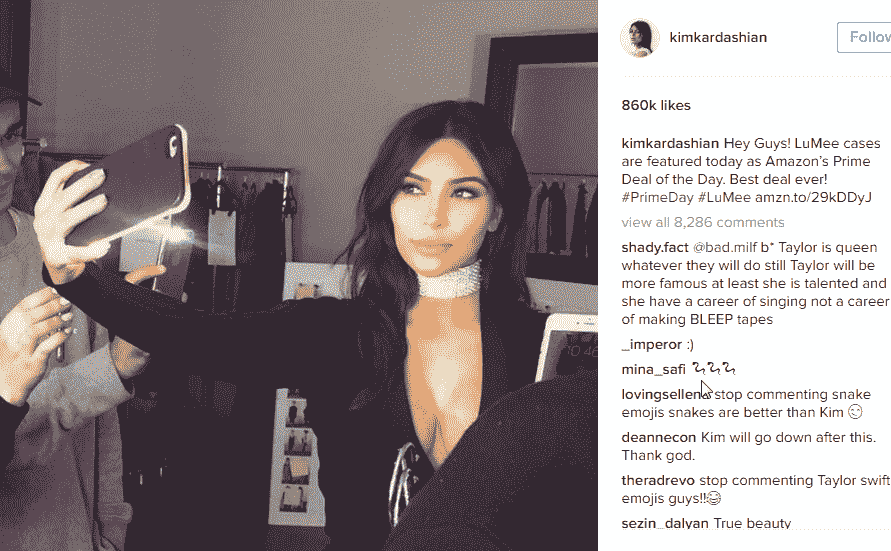 kimkardashian
Follow
860k likes
kimkardashian Hey Guys! LuMee cases
are featured today as Amazon's Prime
Deal of the Day. Best deal ever!
#PrimeDay #LuMee amzn.to/29kDDyJ
view all 8,286 comments
shady.fact @bad.milf b* Taylor is queen
whatever they will do still Taylor will be
more famous at least she is talented and
she have a career of singing not a career
of making BLEEP tapes
_imperor :)
mina_safi
stop commenting snake
emojis snakes are better than Kim
deannecon Kim will go down after this.
Thank god.
theradrevo stop commenting Taylor swift
emojis guys!!
sezin_dalyan True beauty